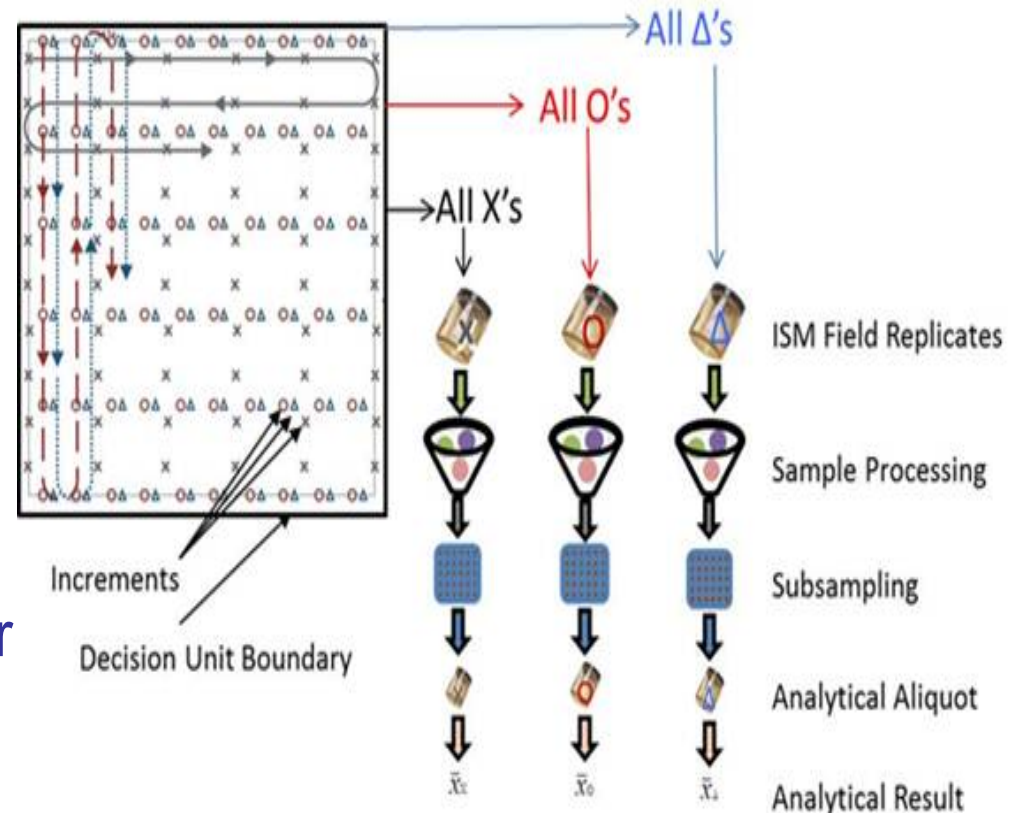 All Δ's
All O's
All X's
X
O
Δ
ISM Field Replicates
Sample Processing
Increments
Subsampling
r
Decision Unit Boundary
O
Δ
Analytical Aliquot
Analytical Result